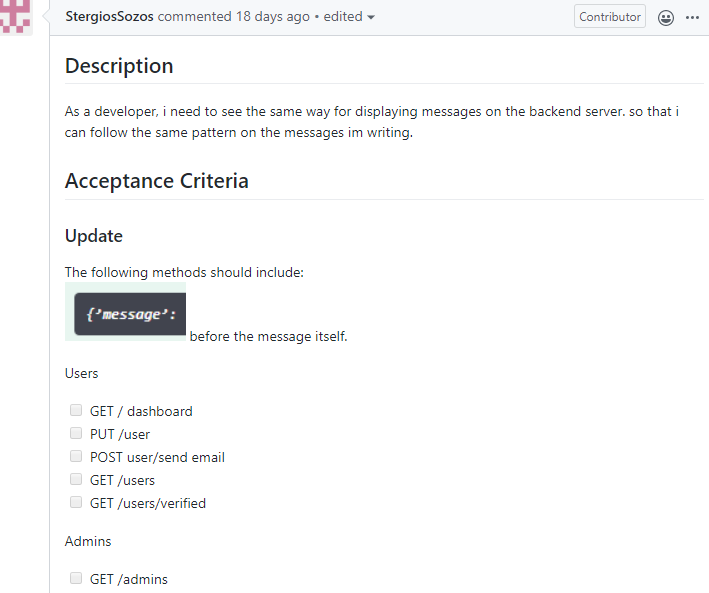 StergiosSozos commented 18 days ago • edited
Contributor
Description
As a developer, i need to see the same way for displaying messages on the backend server. so that i
can follow the same pattern on the messages im writing.
Acceptance Criteria
Update
The following methods should include:
{'message': before the message itself.
Users
GET / dashboard
PUT /user
POST user/send email
GET /users
GET /users/verified
Admins
GET /admins